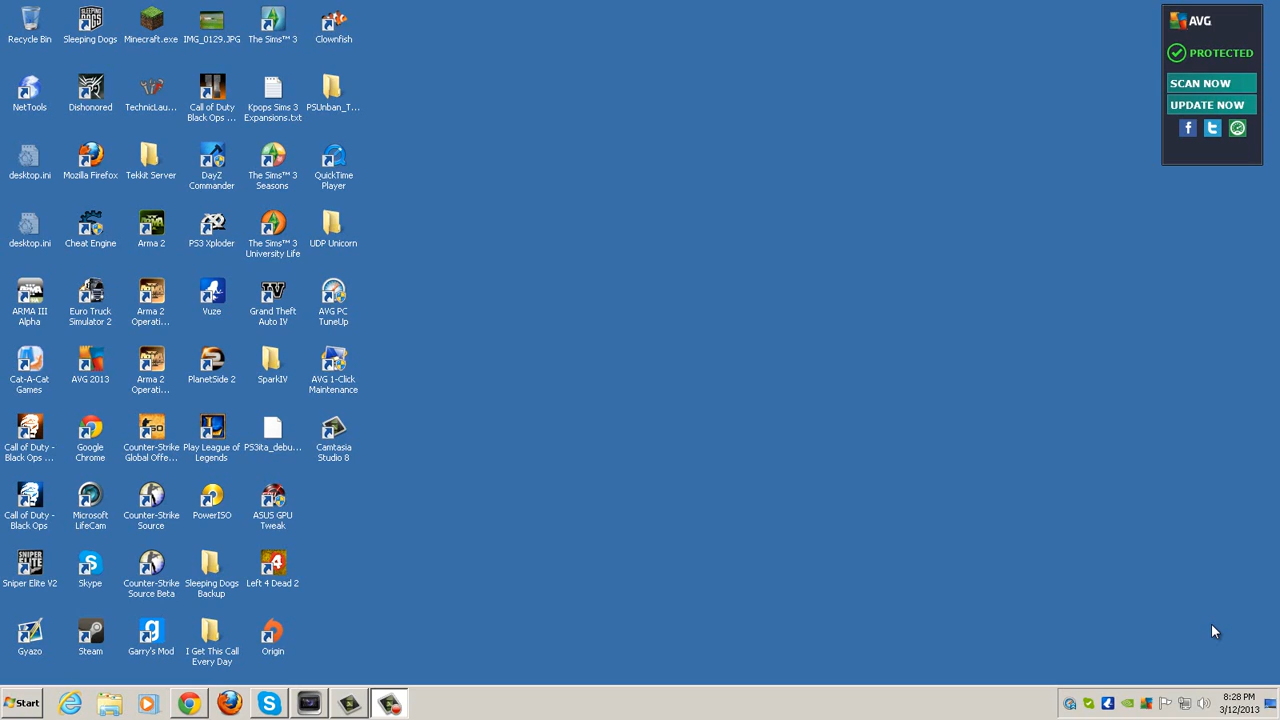 Recycle Bin
Sleeping Dogs
Minecraft.exe
IMG_0129.JPG
The Sims™ 3
Clownfish
NetTools
Dishonored
TechnicLau...
Call of Duty
Black Ops ...
Kpops Sims 3
Expansions.txt
PSUnban_T...
desktop.ini
Mozilla Firefox
Tekkit Server
DayZ
Commander
The Sims™ 3
Seasons
QuickTime
Player
desktop.ini
Cheat Engine
Arma 2
PS3 Xploder
The Sims™ 3
University Life
UDP Unicorn
ARMA III
Alpha
Euro Truck
Simulator 2
Arma 2
Operati...
Vuze
Grand Theft
Auto IV
AVG PC
TuneUp
Cat-A-Cat
Games
AVG 2013
Arma 2
Operati...
PlanetSide 2
SparkIV
AVG 1-Click
Maintenance
Call of Duty -
Black Ops ...
Google
Chrome
Counter-Strike
Global Offe...
Play League of
Legends
PS3ita_debu...
Camtasia
Studio 8
Call of Duty -
Black Ops
Microsoft
LifeCam
Counter-Strike
Source
PowerISO
ASUS GPU
Tweak
Sniper Elite V2
Skype
Counter-Strike
Source Beta
Sleeping Dogs
Backup
Left 4 Dead 2
Gyazo
Steam
Garry's Mod
I Get This Call
Every Day
Origin
AVG
PROTECTED
SCAN NOW
UPDATE NOW
Start
8:28 PM
3/12/2013